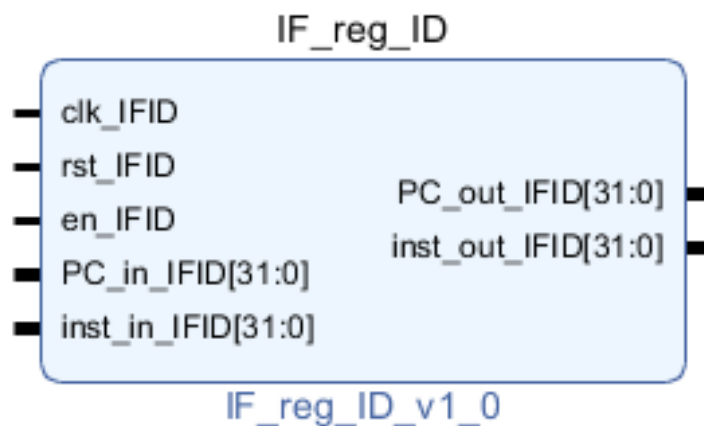 IF_reg_ID
clk_IFID
rst_IFID
en_IFID
PC_in_IFID[31:0]
inst_in_IFID[31:0]
PC_out_IFID[31:0]
inst_out_IFID[31:0]
IF_reg_ID_v1_0